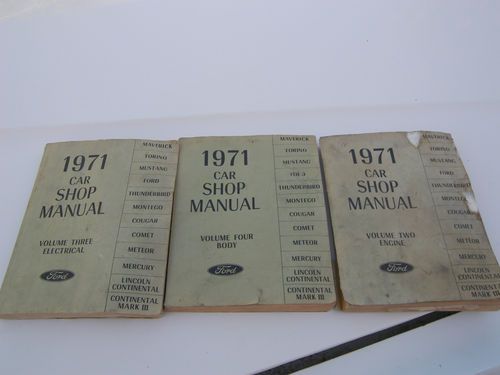 1971
CAR
SHOP
MANUAL
VOLUME THREE
ELECTRICAL
Ford
MAVERICK
TORINO
MUSTANG
FORD
THUNDERBIRD
MONTEGO
COUGAR
COMET
METEOR
MERCURY
LINCOLN
CONTINENTAL
CONTINENTAL
MARK III
1971
CAR
SHOP
MANUAL
VOLUME FOUR
BODY
Ford
MAVERICK
TORINO
MUSTANG
THUNDERBIRD
MONTEGO
COUGAR
COMET
METEOR
MERCURY
LINCOLN
CONTINENTAL
CONTINENTAL
MARK III
1971
CAR
SHOP
MANUAL
VOLUME TWO
ENGINE
Ford
MAVERICK
TORINO
MUSTANG
FORD
THUNDERBIRD
MONTEGO
COUGAR
COMET
METEOR
MERCURY
LINCOLN
CONTINENTAL
CONTINENTAL
MARK III